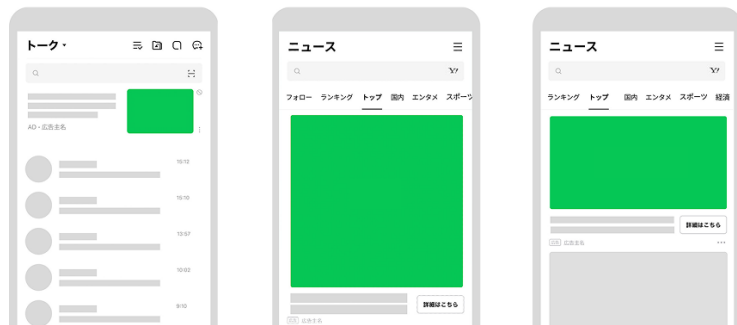 トーク
AD・広告主名
15:12
15:10
13:57
10:02
9:10
ニュース
Y!
フォロー ランキング トップ 国内 エンタメ スポーツ
詳細はこちら
広告 広告主名
ニュース
Y!
ランキング トップ 国内 エンタメ スポーツ 経済
詳細はこちら
広告 広告主名